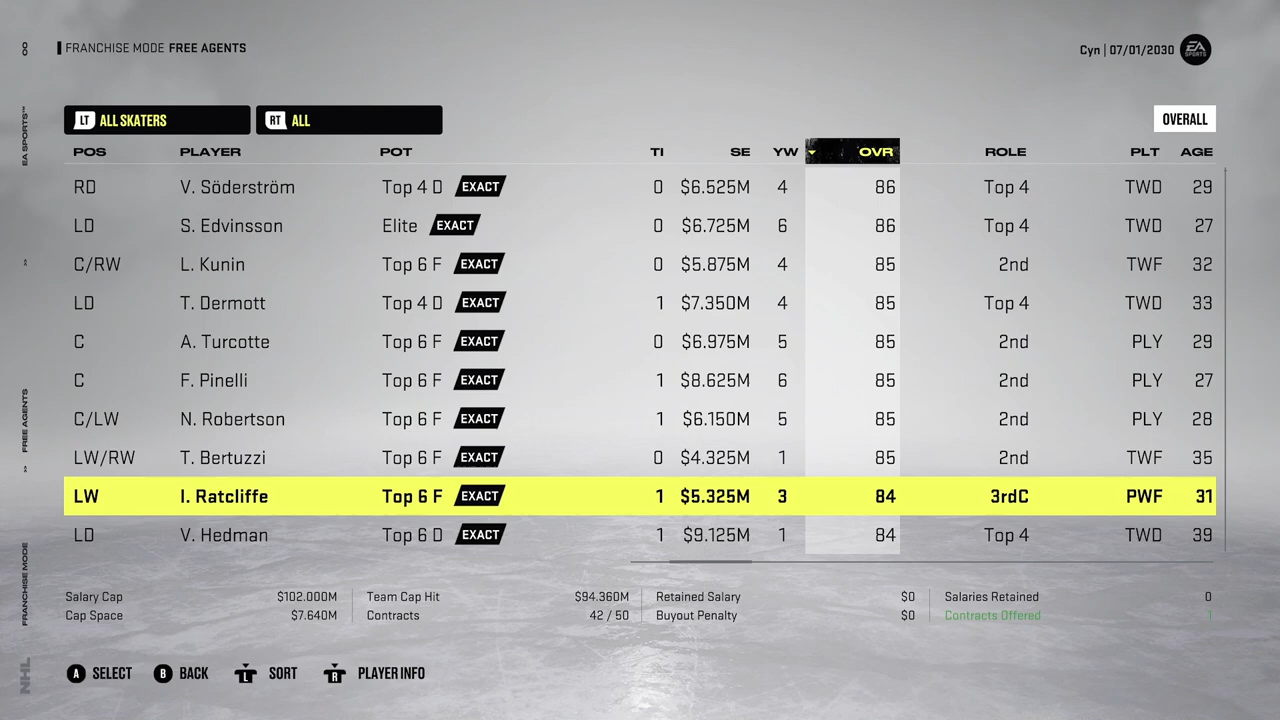 FRANCHISE MODE FREE AGENTS
Cyn | 07/01/2030
EA SPORTS
LT ALL SKATERS
RT ALL
OVERALL
POS PLAYER POT TI SE YW OVR ROLE PLT AGE
RD V. Söderström Top 4 D EXACT 0 $6.525M 4 86 Top 4 TWD 29
LD S. Edvinsson Elite EXACT 0 $6.725M 6 86 Top 4 TWD 27
C/RW L. Kunin Top 6 F EXACT 0 $5.875M 4 85 2nd TWF 32
LD T. Dermott Top 4 D EXACT 1 $7.350M 4 85 Top 4 TWD 33
C A. Turcotte Top 6 F EXACT 0 $6.975M 5 85 2nd PLY 29
C F. Pinelli Top 6 F EXACT 1 $8.625M 6 85 2nd PLY 27
C/LW N. Robertson Top 6 F EXACT 1 $6.150M 5 85 2nd PLY 28
LW/RW T. Bertuzzi Top 6 F EXACT 0 $4.325M 1 85 2nd TWF 35
LW I. Ratcliffe Top 6 F EXACT 1 $5.325M 3 84 3rdC PWF 31
LD V. Hedman Top 6 D EXACT 1 $9.125M 1 84 Top 4 TWD 39
Salary Cap $102.000M Team Cap Hit $94.360M Retained Salary $0 Salaries Retained 0
Cap Space $7.640M Contracts 42 / 50 Buyout Penalty $0 Contracts Offered 1
A SELECT B BACK L SORT R PLAYER INFO
NHL FRANCHISE MODE >> FREE AGENTS >> EA SPORTS™